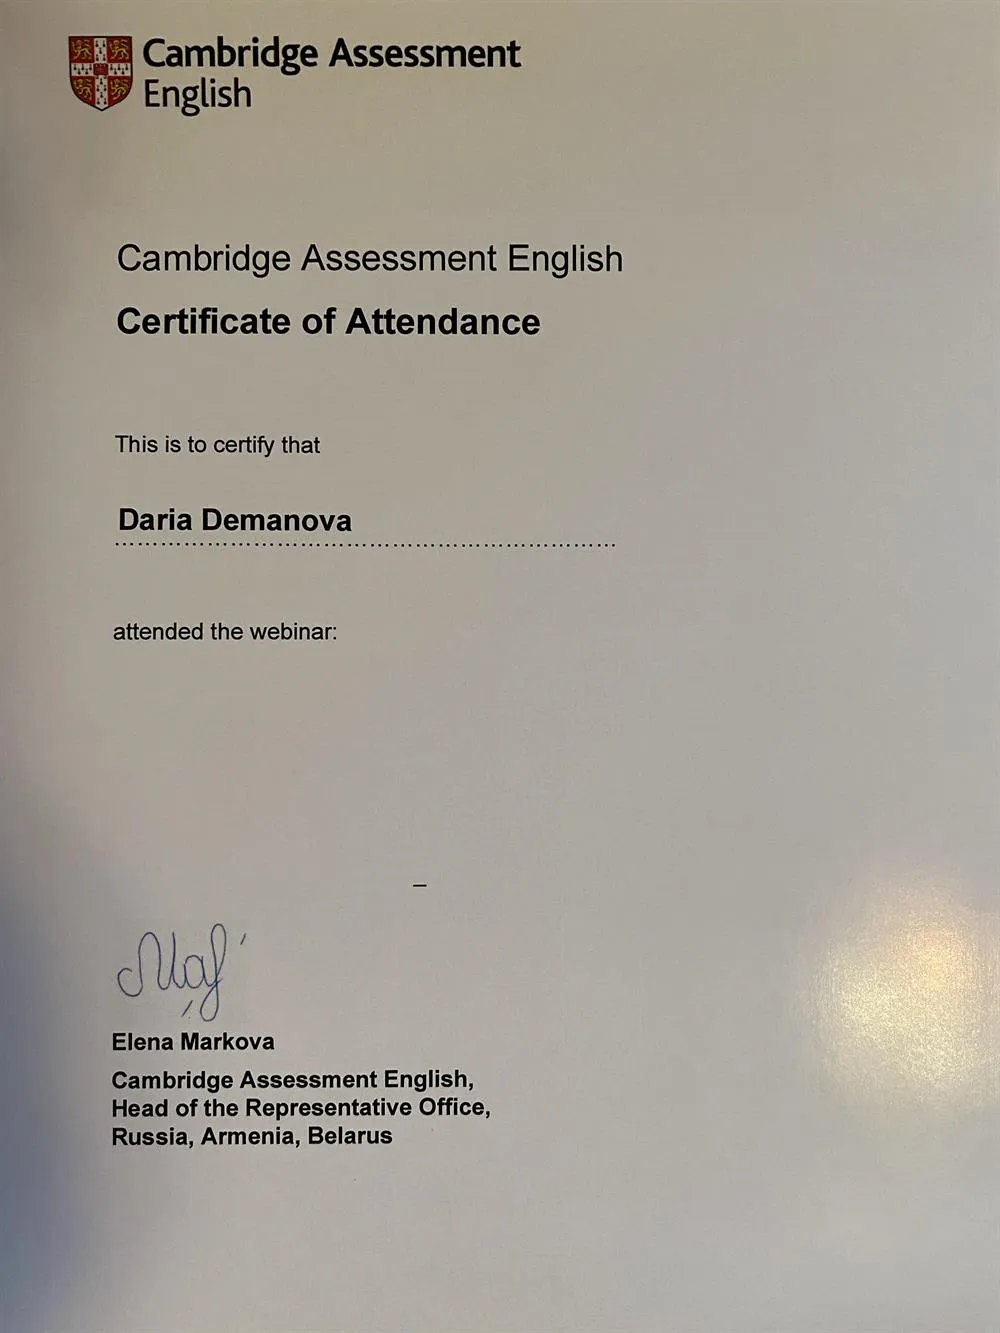 Cambridge Assessment
English
Cambridge Assessment English
Certificate of Attendance
This is to certify that
Daria Demanova
attended the webinar:
–
Elena Markova
Cambridge Assessment English,
Head of the Representative Office,
Russia, Armenia, Belarus